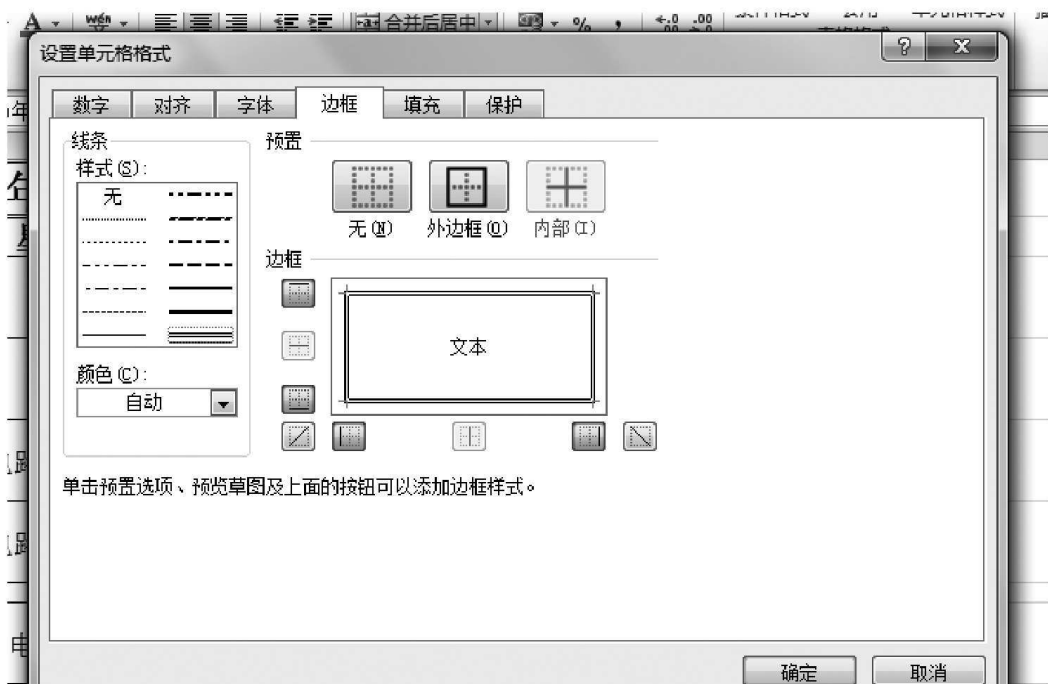 A wén 合并后居中 % ,
设置单元格格式
数字 对齐 字体 边框 填充 保护
线条
样式(S):
无
颜色(C):
自动
预置
无(N) 外边框(O) 内部(I)
边框
文本
单击预置选项、预览草图及上面的按钮可以添加边框样式。
确定 取消
年
电